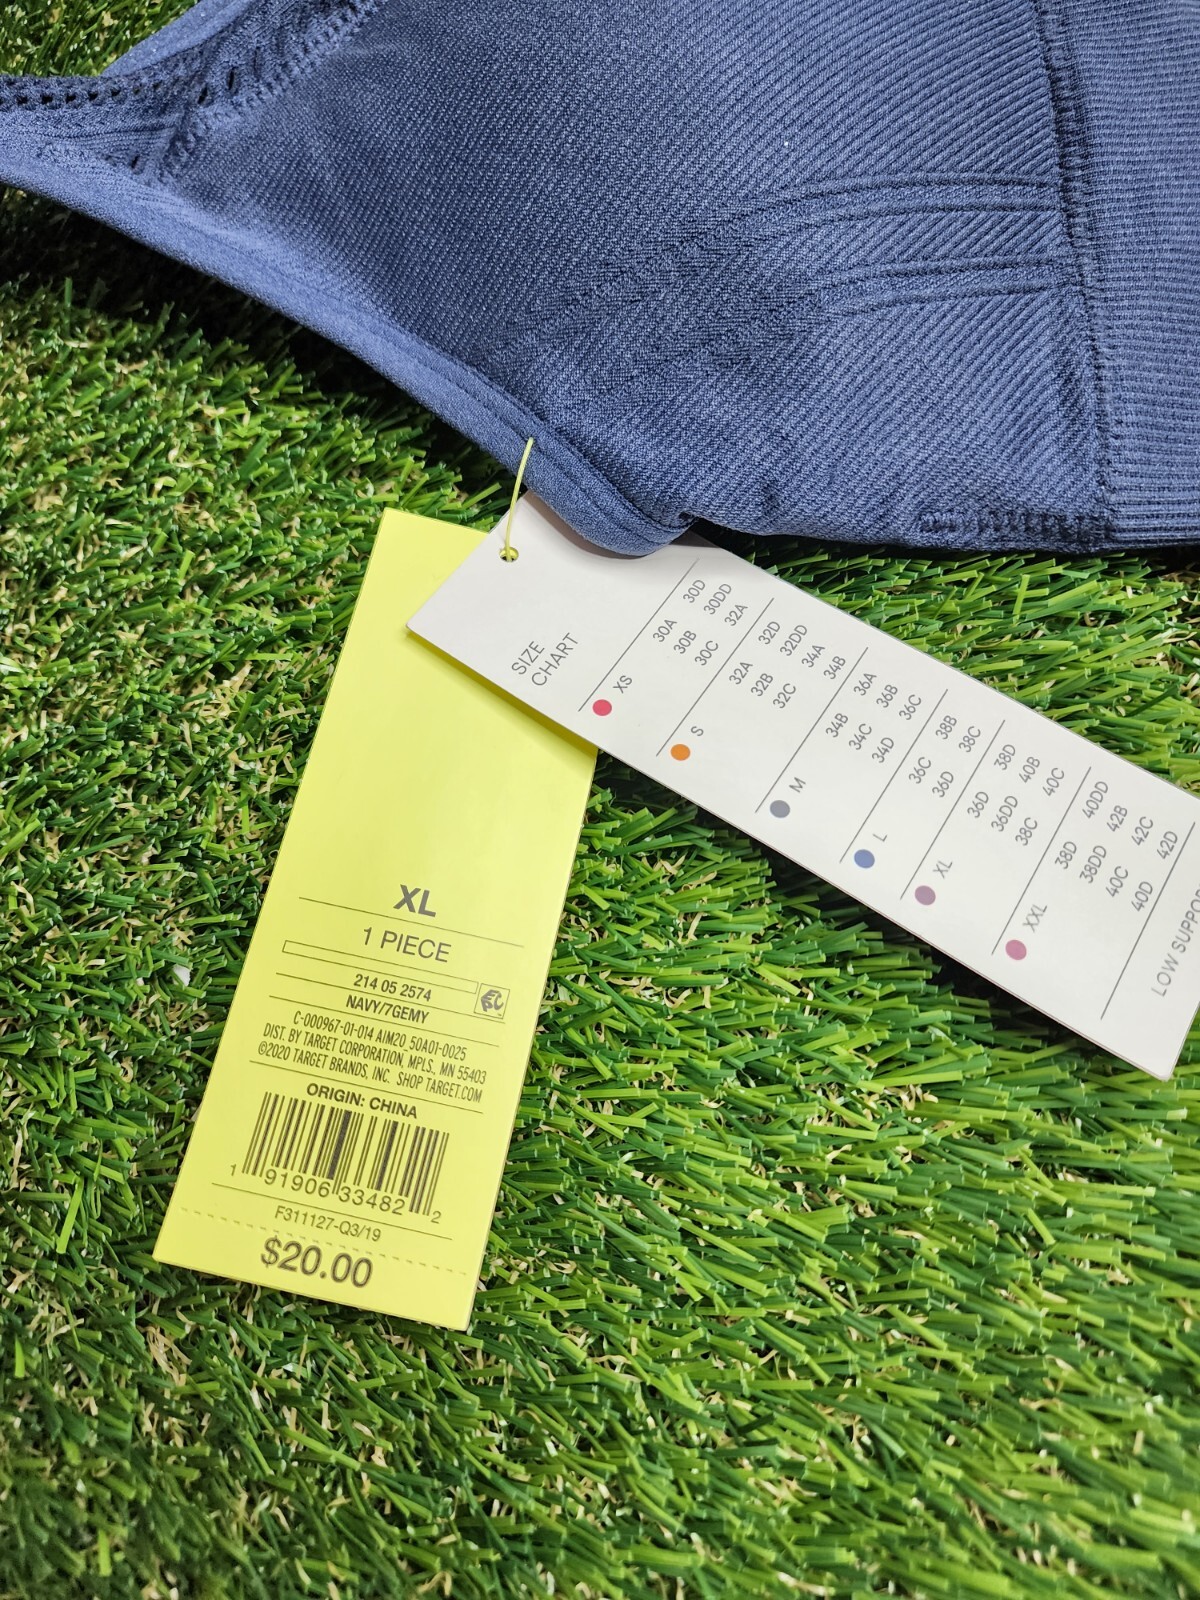 SIZE
CHART
XS
30A 30D
30B 30DD
30C 32A
S
32A 32D
32B 32DD
32C 34A
34B
M
34B 36A
34C 36B
34D 36C
L
36C 38B
36D 38C
XL
36D 38D
36DD 40B
38C 40C
XXL
38D 40DD
38DD 42B
40C 42C
40D 42D
LOW SUPPO
XL
1 PIECE
214 05 2574
NAVY/7GEMY
C-000967-01-014 AIM20_50A01-0025
DIST. BY TARGET CORPORATION, MPLS, MN 55403
©2020 TARGET BRANDS, INC. SHOP TARGET.COM
ORIGIN: CHINA
1 91906 33482 2
F311127-Q3/19
$20.00